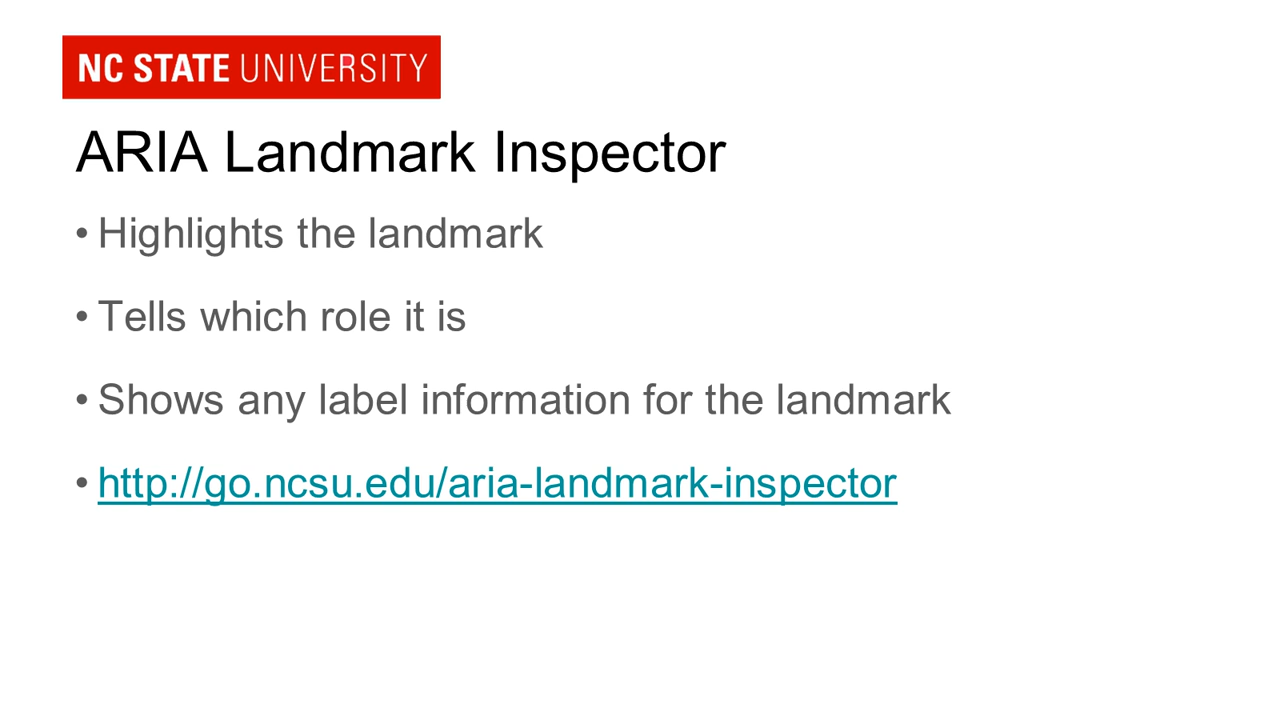 NC STATE UNIVERSITY
ARIA Landmark Inspector
• Highlights the landmark
• Tells which role it is
• Shows any label information for the landmark
• http://go.ncsu.edu/aria-landmark-inspector